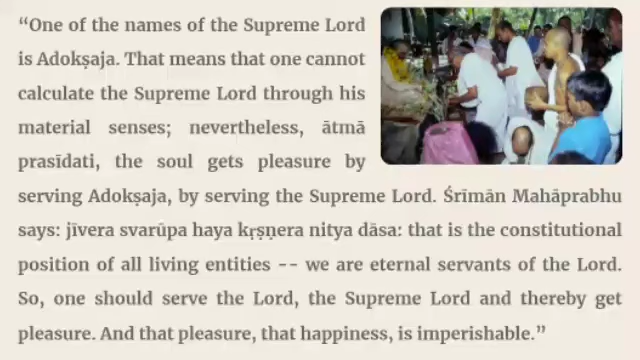 “One of the names of the Supreme Lord
is Adokṣaja. That means that one cannot
calculate the Supreme Lord through his
material senses; nevertheless, ātmā
prasīdati, the soul gets pleasure by
serving Adokṣaja, by serving the Supreme Lord. Śrīmān Mahāprabhu
says: jīvera svarūpa haya kṛṣṇera nitya dāsa: that is the constitutional
position of all living entities -- we are eternal servants of the Lord.
So, one should serve the Lord, the Supreme Lord and thereby get
pleasure. And that pleasure, that happiness, is imperishable.”